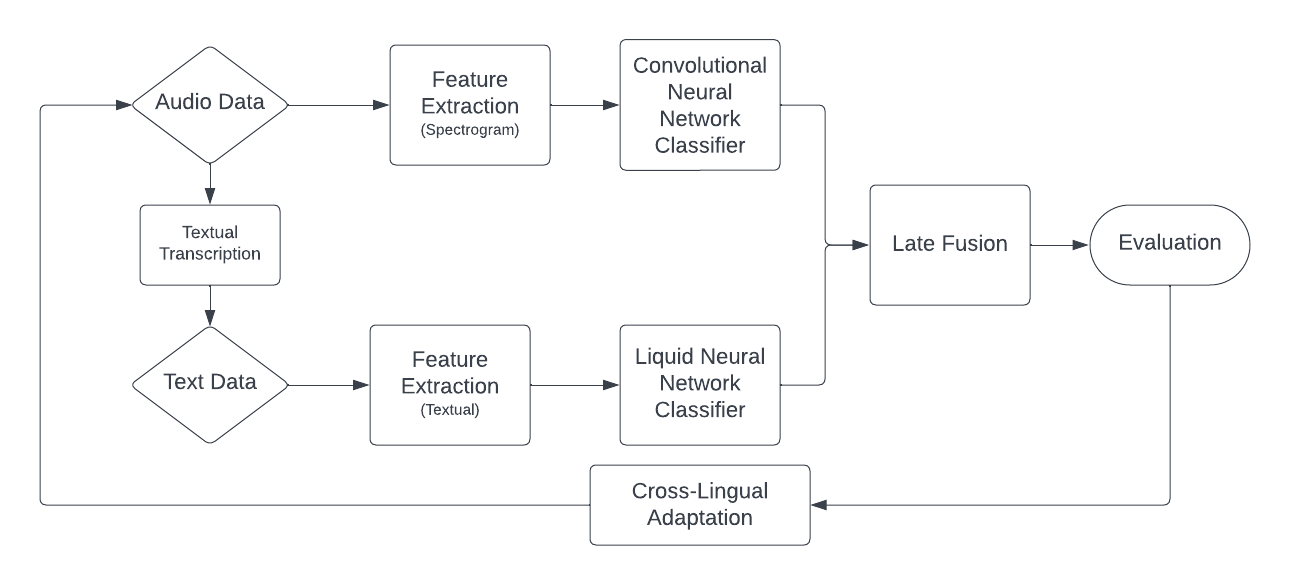 Audio Data
Feature
Extraction
(Spectrogram)
Convolutional
Neural
Network
Classifier
Textual
Transcription
Late Fusion
Evaluation
Text Data
Feature
Extraction
(Textual)
Liquid Neural
Network
Classifier
Cross-Lingual
Adaptation